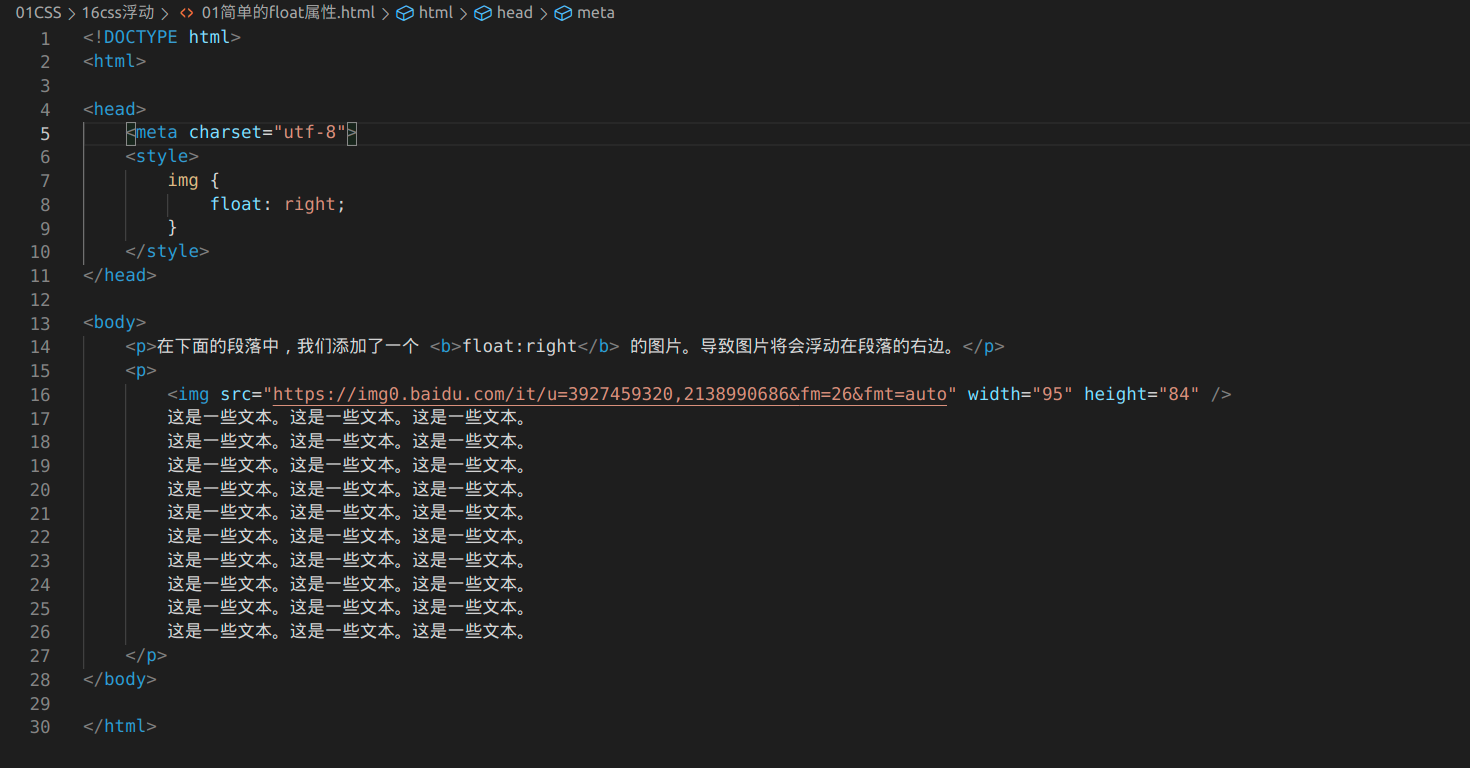 01CSS > 16css浮动 > <> 01简单的float属性.html > html > head > meta
1 <!DOCTYPE html>
2 <html>
3
4 <head>
5 <meta charset="utf-8">
6 <style>
7 img {
8 float: right;
9 }
10 </style>
11 </head>
12
13 <body>
14 <p>在下面的段落中，我们添加了一个 <b>float:right</b> 的图片。导致图片将会浮动在段落的右边。</p>
15 <p>
16 <img src="https://img0.baidu.com/it/u=3927459320,2138990686&fm=26&fmt=auto" width="95" height="84" />
17 这是一些文本。这是一些文本。这是一些文本。
18 这是一些文本。这是一些文本。这是一些文本。
19 这是一些文本。这是一些文本。这是一些文本。
20 这是一些文本。这是一些文本。这是一些文本。
21 这是一些文本。这是一些文本。这是一些文本。
22 这是一些文本。这是一些文本。这是一些文本。
23 这是一些文本。这是一些文本。这是一些文本。
24 这是一些文本。这是一些文本。这是一些文本。
25 这是一些文本。这是一些文本。这是一些文本。
26 这是一些文本。这是一些文本。这是一些文本。
27 </p>
28 </body>
29
30 </html>